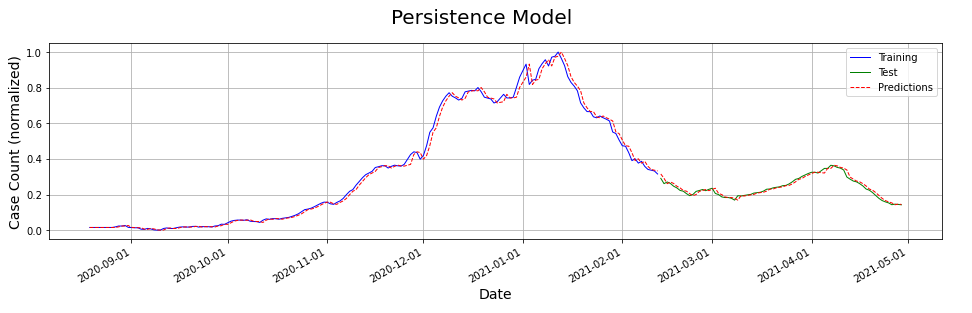 Persistence Model
Case Count (normalized)
1.0
0.8
0.6
0.4
0.2
0.0
Training
Test
Predictions
2020-09-01
2020-10-01
2020-11-01
2020-12-01
2021-01-01
2021-02-01
2021-03-01
2021-04-01
2021-05-01
Date